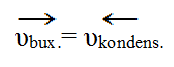 → ←
υbux. = υkondens.